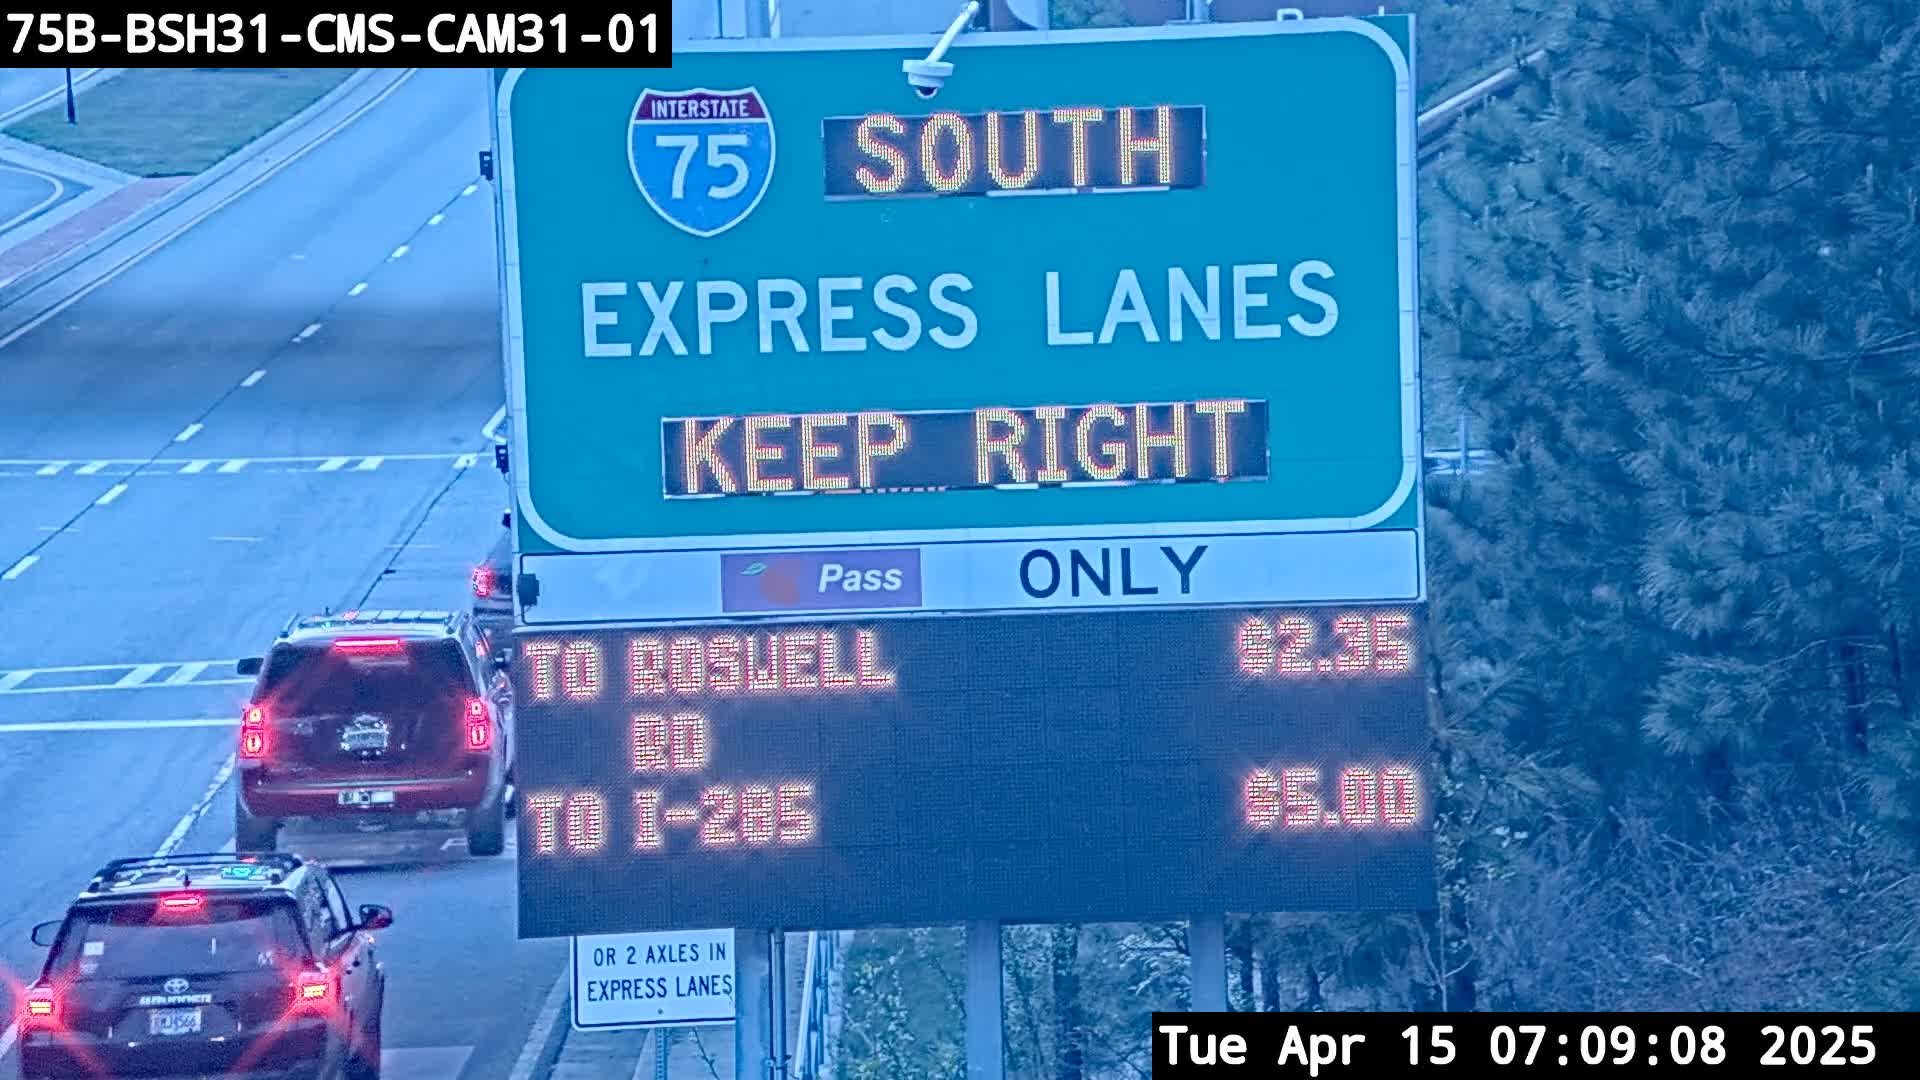 75B-BSH31-CMS-CAM31-01
INTERSTATE
75
SOUTH
EXPRESS LANES
KEEP RIGHT
Pass ONLY
TO ROSWELL $2.35
RD
TO I-285 $5.00
OR 2 AXLES IN
EXPRESS LANES
Tue Apr 15 07:09:08 2025